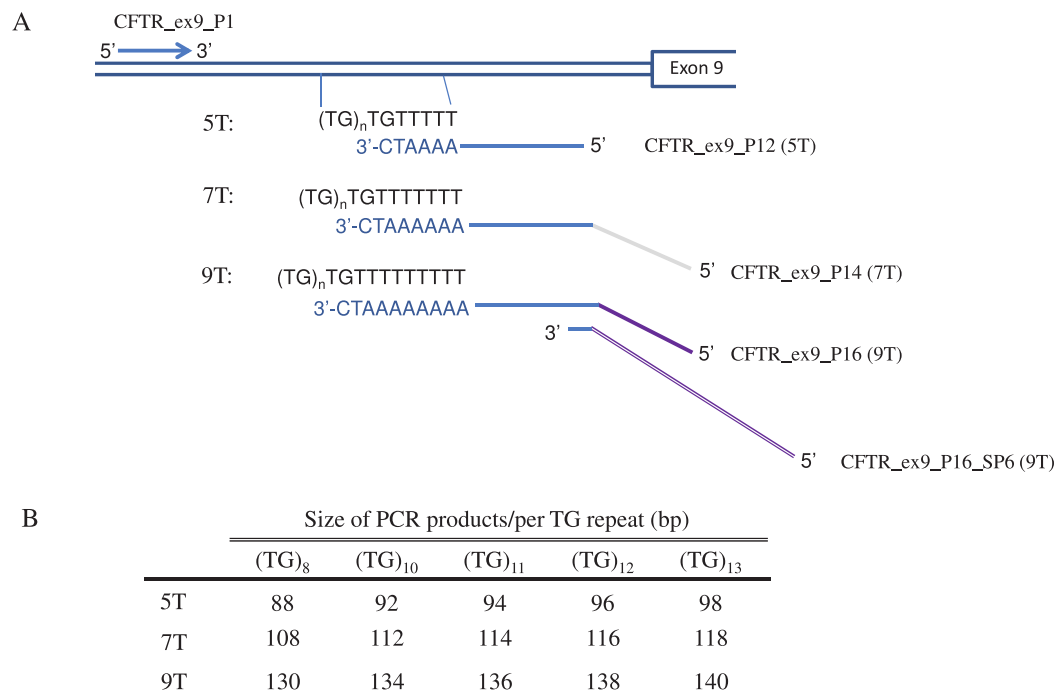 A
CFTR_ex9_P1
5’ 3’
Exon 9
5T: (TG)nTGTTTTT
3’-CTAAAA 5’ CFTR_ex9_P12 (5T)
7T: (TG)nTGTTTTTTT
3’-CTAAAAAA 5’ CFTR_ex9_P14 (7T)
9T: (TG)nTGTTTTTTTTT
3’-CTAAAAAAAA
3’ 5’ CFTR_ex9_P16 (9T)
5’ CFTR_ex9_P16_SP6 (9T)
B
Size of PCR products/per TG repeat (bp)
(TG)8 (TG)10 (TG)11 (TG)12 (TG)13
5T 88 92 94 96 98
7T 108 112 114 116 118
9T 130 134 136 138 140